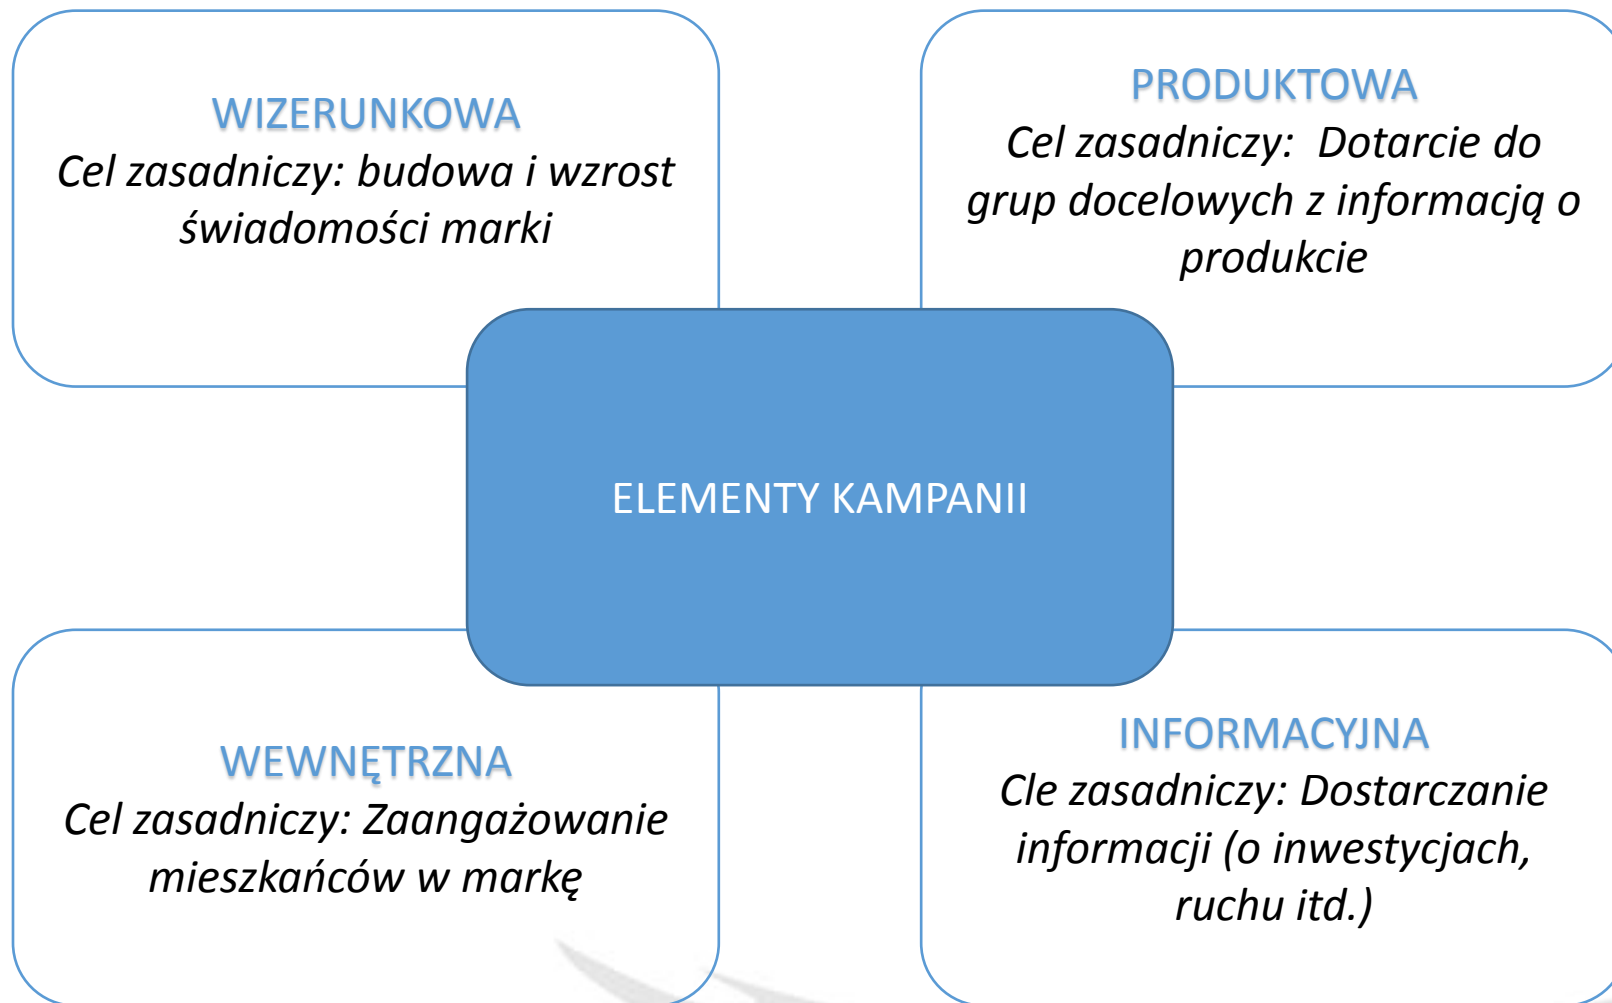 WIZERUNKOWA
Cel zasadniczy: budowa i wzrost
świadomości marki
PRODUKTOWA
Cel zasadniczy:  Dotarcie do
grup docelowych z informacją o
produkcie
ELEMENTY KAMPANII
WEWNĘTRZNA
Cel zasadniczy: Zaangażowanie
mieszkańców w markę
INFORMACYJNA
Cle zasadniczy: Dostarczanie
informacji (o inwestycjach,
ruchu itd.)